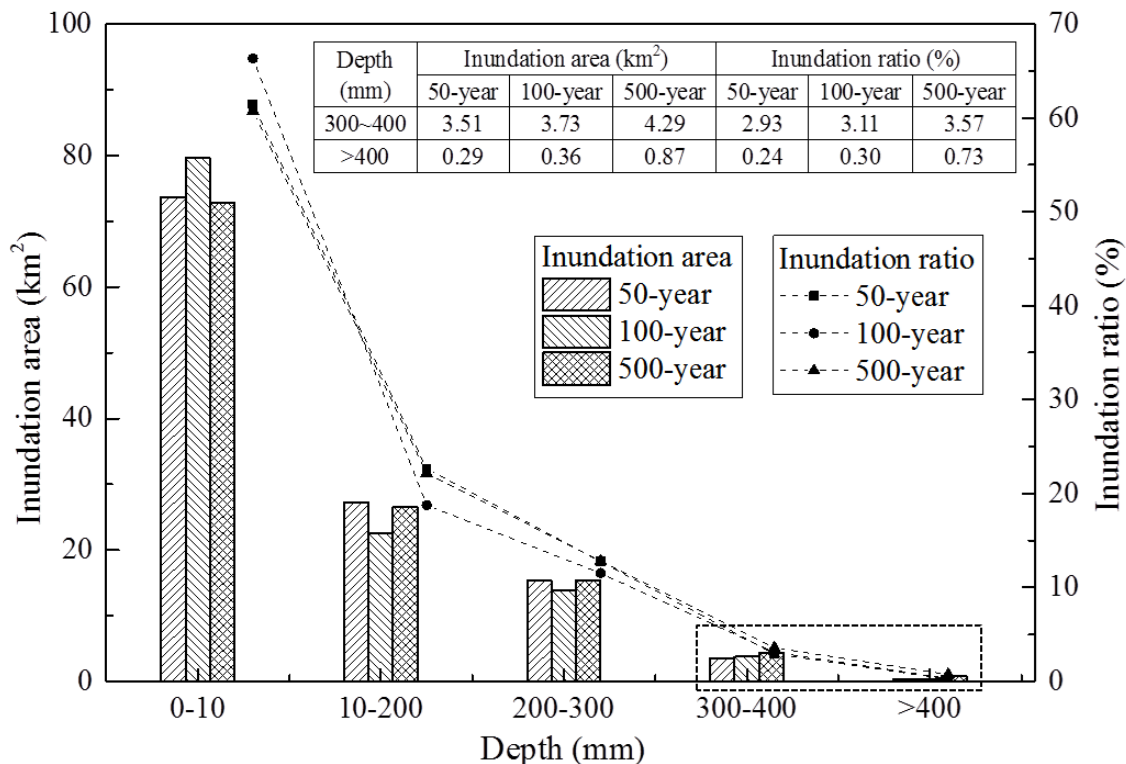 100
80
60
40
20
0
Inundation area (km²)
70
60
50
40
30
20
10
0
Inundation ratio (%)
Depth (mm) Inundation area (km²) Inundation ratio (%)
50-year 100-year 500-year 50-year 100-year 500-year
300~400 3.51 3.73 4.29 2.93 3.11 3.57
>400 0.29 0.36 0.87 0.24 0.30 0.73
Inundation area
50-year
100-year
500-year
Inundation ratio
50-year
100-year
500-year
0-10 10-200 200-300 300-400 >400
Depth (mm)